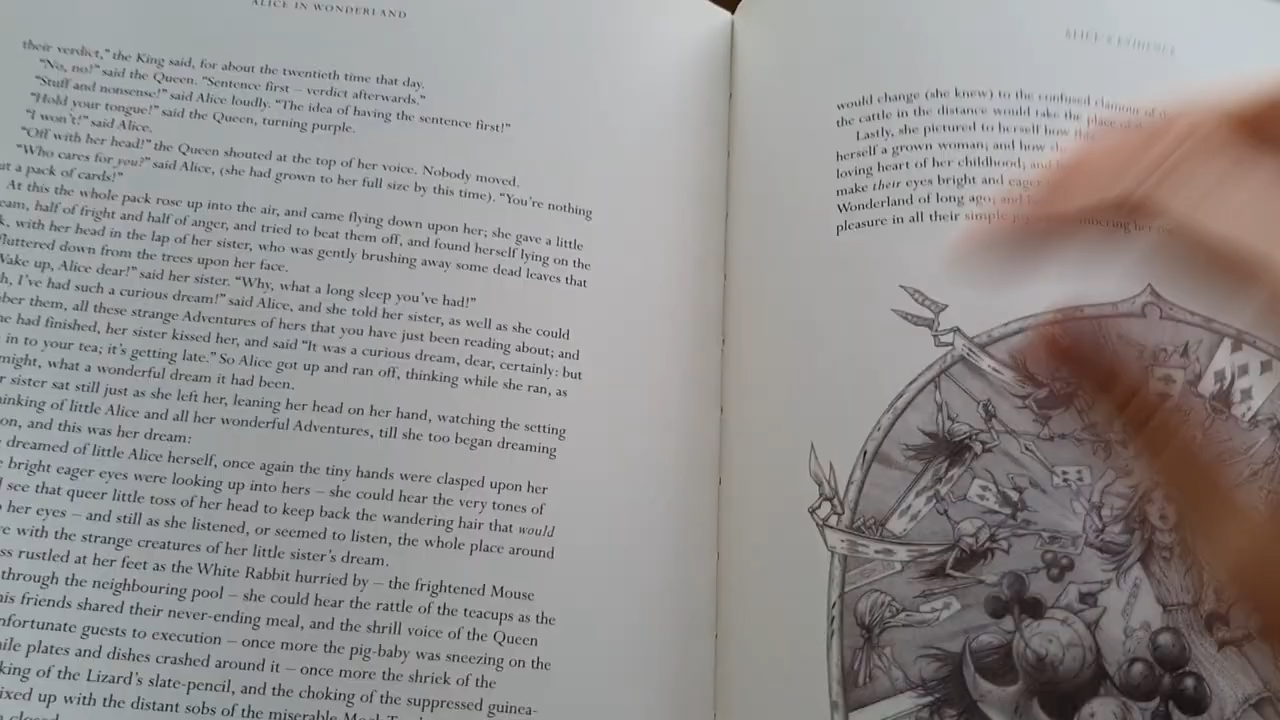 ALICE IN WONDERLAND
their verdict," the King said, for about the twentieth time that day.
"No, no!" said the Queen. "Sentence first – verdict afterwards."
"Stuff and nonsense!" said Alice loudly. "The idea of having the sentence first!"
"Hold your tongue!" said the Queen, turning purple.
"I won't!" said Alice.
"Off with her head!" the Queen shouted at the top of her voice. Nobody moved.
"Who cares for you?" said Alice, (she had grown to her full size by this time). "You're nothing
a pack of cards!"
At this the whole pack rose up into the air, and came flying down upon her; she gave a little
half of fright and half of anger, and tried to beat them off, and found herself lying on the
with her head in the lap of her sister, who was gently brushing away some dead leaves that
fluttered down from the trees upon her face.
Wake up, Alice dear!" said her sister. "Why, what a long sleep you've had!"
I've had such a curious dream!" said Alice, and she told her sister, as well as she could
them, all these strange Adventures of hers that you have just been reading about; and
had finished, her sister kissed her, and said "It was a curious dream, dear, certainly: but
in to your tea; it's getting late." So Alice got up and ran off, thinking while she ran, as
might, what a wonderful dream it had been.
sister sat still just as she left her, leaning her head on her hand, watching the setting
of little Alice and all her wonderful Adventures, till she too began dreaming
and this was her dream:
dreamed of little Alice herself, once again the tiny hands were clasped upon her
bright eager eyes were looking up into hers – she could hear the very tones of
see that queer little toss of her head to keep back the wandering hair that would
her eyes – and still as she listened, or seemed to listen, the whole place around
with the strange creatures of her little sister's dream.
rustled at her feet as the White Rabbit hurried by – the frightened Mouse
through the neighbouring pool – she could hear the rattle of the teacups as the
his friends shared their never-ending meal, and the shrill voice of the Queen
guests to execution – once more the pig-baby was sneezing on the
plates and dishes crashed around it – once more the shriek of the
of the Lizard's slate-pencil, and the choking of the suppressed guinea-
up with the distant sobs of the miserable Mock
ALICE'S EVIDENCE
would change (she knew) to the confused clamour of
the cattle in the distance would take the place
Lastly, she pictured to herself how
herself a grown woman; and how
loving heart of her childhood; and
make their eyes bright and eager
Wonderland of long ago; and
pleasure in all their simple